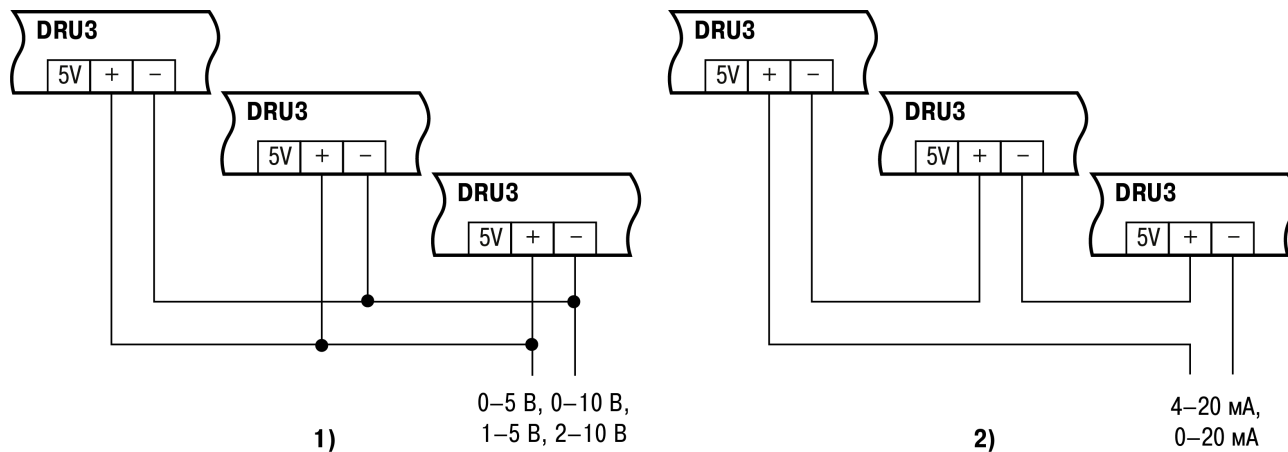 DRU3
5V + −
DRU3
5V + −
DRU3
5V + −
0–5 В, 0–10 В,
1–5 В, 2–10 В
1)
DRU3
5V + −
DRU3
5V + −
DRU3
5V + −
4–20 мА,
0–20 мА
2)